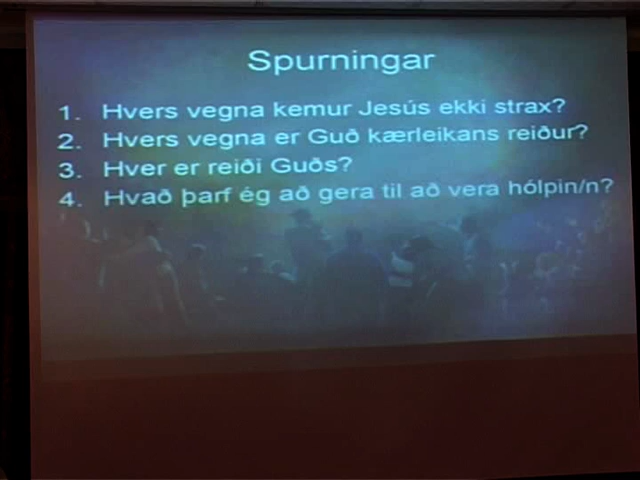 Spurningar
1. Hvers vegna kemur Jesús ekki strax?
2. Hvers vegna er Guð kærleikans reiður?
3. Hver er reiði Guðs?
4. Hvað þarf ég að gera til að vera hólpin/n?